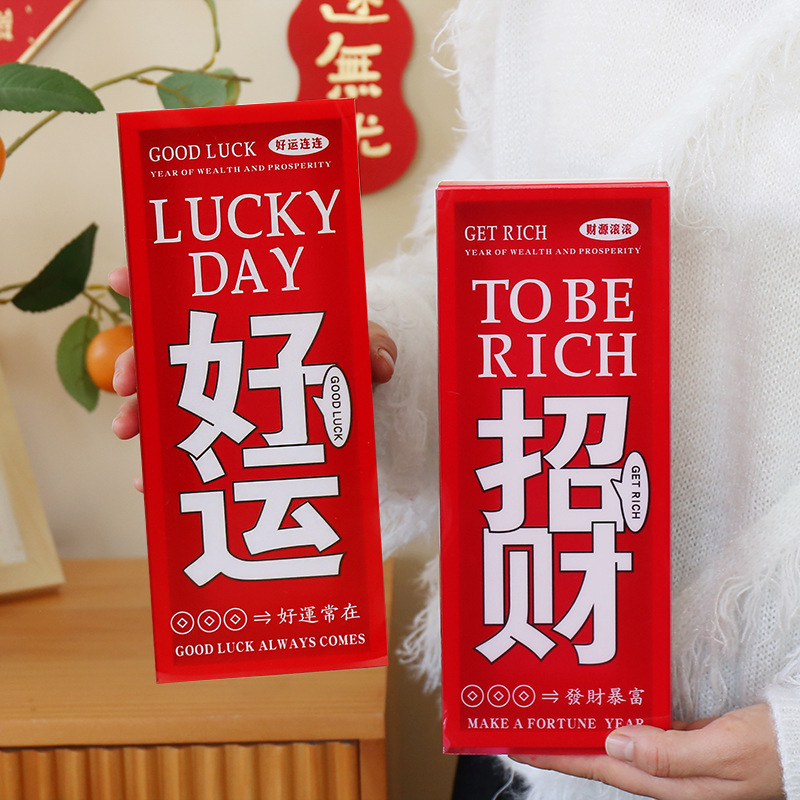 無
GOOD LUCK 好运连连
YEAR OF WEALTH AND PROSPERITY
LUCKY
DAY
好
运
GOOD LUCK
⇒好運常在
GOOD LUCK ALWAYS COMES
GET RICH 财源滚滚
YEAR OF WEALTH AND PROSPERITY
TO BE
RICH
招
财
GET RICH
⇒發財暴富
MAKE A FORTUNE YEAR